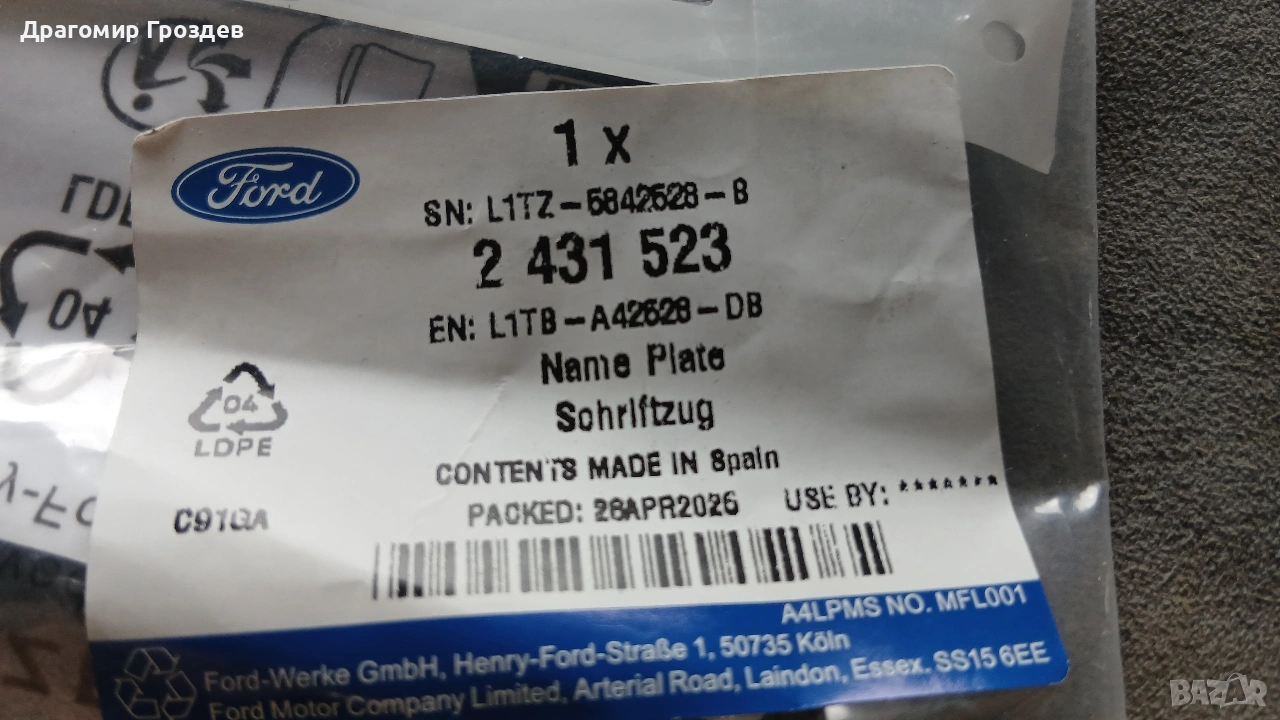 Драгомир Гроздев
Ford
1 x
SN: L1TZ-5842528-B
2 431 523
EN: L1TB-A42528-DB
Name Plate
Schriftzug
04
LDPE
CONTENTS MADE IN Spain
C91GA
PACKED: 28APR2026 USE BY: *******
A4LPMS NO. MFL001
Ford-Werke GmbH, Henry-Ford-Straße 1, 50735 Köln
Ford Motor Company Limited, Arterial Road, Laindon, Essex. SS15 6EE
BAZAR